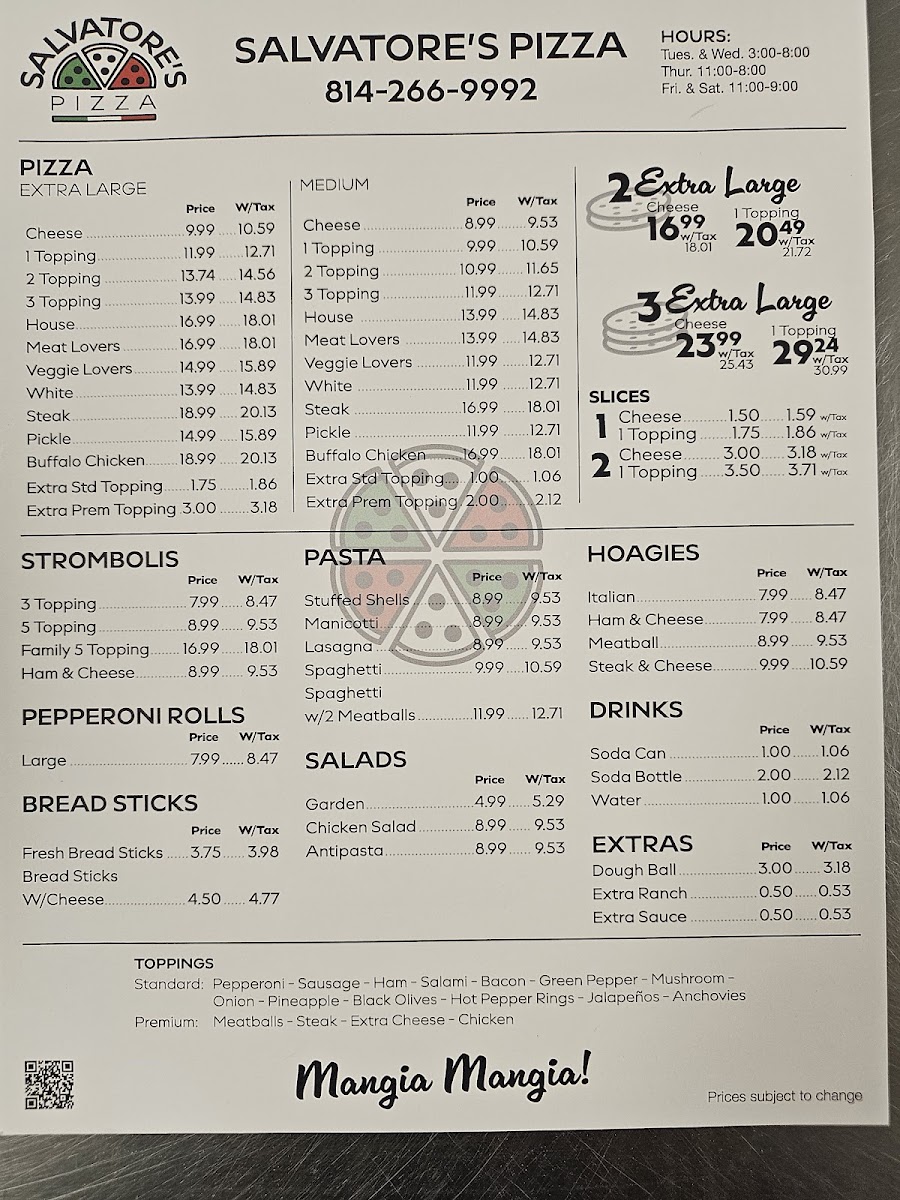 SALVATORE'S
PIZZA
SALVATORE'S PIZZA
814-266-9992
HOURS:
Tues. & Wed. 3:00-8:00
Thur. 11:00-8:00
Fri. & Sat. 11:00-9:00
PIZZA
EXTRA LARGE
Price W/Tax
Cheese 9.99 10.59
1 Topping 11.99 12.71
2 Topping 13.74 14.56
3 Topping 13.99 14.83
House 16.99 18.01
Meat Lovers 16.99 18.01
Veggie Lovers 14.99 15.89
White 13.99 14.83
Steak 18.99 20.13
Pickle 14.99 15.89
Buffalo Chicken 18.99 20.13
Extra Std Topping 1.75 1.86
Extra Prem Topping 3.00 3.18
MEDIUM
Price W/Tax
Cheese 8.99 9.53
1 Topping 9.99 10.59
2 Topping 10.99 11.65
3 Topping 11.99 12.71
House 13.99 14.83
Meat Lovers 13.99 14.83
Veggie Lovers 11.99 12.71
White 11.99 12.71
Steak 16.99 18.01
Pickle 11.99 12.71
Buffalo Chicken 16.99 18.01
Extra Std Topping 1.00 1.06
Extra Prem Topping 2.00 2.12
2 Extra Large
Cheese 1 Topping
16.99 w/Tax 18.01 20.49 w/Tax 21.72
3 Extra Large
Cheese 1 Topping
23.99 w/Tax 25.43 29.24 w/Tax 30.99
SLICES
1 Cheese 1.50 1.59 w/Tax
1 Topping 1.75 1.86 w/Tax
2 Cheese 3.00 3.18 w/Tax
1 Topping 3.50 3.71 w/Tax
STROMBOLIS
Price W/Tax
3 Topping 7.99 8.47
5 Topping 8.99 9.53
Family 5 Topping 16.99 18.01
Ham & Cheese 8.99 9.53
PEPPERONI ROLLS
Price W/Tax
Large 7.99 8.47
BREAD STICKS
Price W/Tax
Fresh Bread Sticks 3.75 3.98
Bread Sticks
W/Cheese 4.50 4.77
PASTA
Price W/Tax
Stuffed Shells 8.99 9.53
Manicotti 8.99 9.53
Lasagna 8.99 9.53
Spaghetti 9.99 10.59
Spaghetti
w/2 Meatballs 11.99 12.71
SALADS
Price W/Tax
Garden 4.99 5.29
Chicken Salad 8.99 9.53
Antipasta 8.99 9.53
HOAGIES
Price W/Tax
Italian 7.99 8.47
Ham & Cheese 7.99 8.47
Meatball 8.99 9.53
Steak & Cheese 9.99 10.59
DRINKS
Price W/Tax
Soda Can 1.00 1.06
Soda Bottle 2.00 2.12
Water 1.00 1.06
EXTRAS Price W/Tax
Dough Ball 3.00 3.18
Extra Ranch 0.50 0.53
Extra Sauce 0.50 0.53
TOPPINGS
Standard: Pepperoni - Sausage - Ham - Salami - Bacon - Green Pepper - Mushroom -
Onion - Pineapple - Black Olives - Hot Pepper Rings - Jalapeños - Anchovies
Premium: Meatballs - Steak - Extra Cheese - Chicken
Mangia Mangia!
Prices subject to change